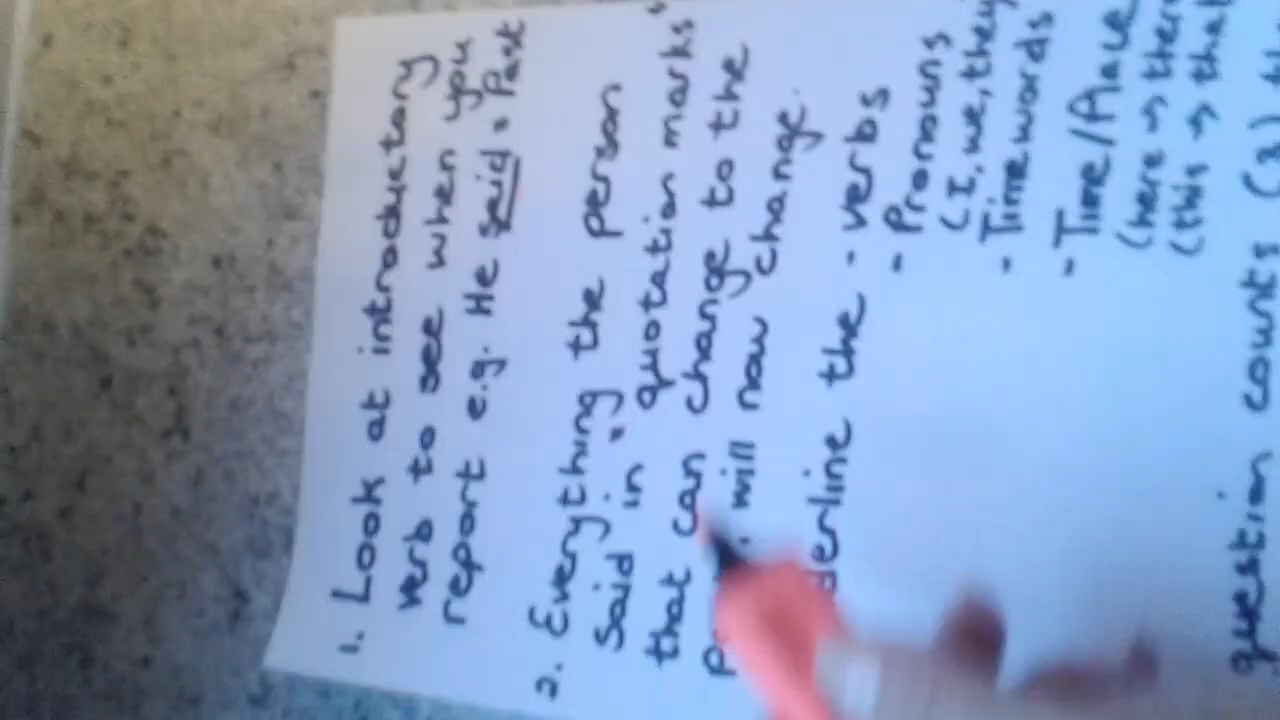 1. Look at introductory
verb to see when you
report e.g. He said = Past
2. Everything the person
said in " quotation marks "
that can change to the
will now change.
the - verbs
- Pronouns
(I, we, they
- Time words
- Time/Place
(here → there
(this → that
question counts (2)